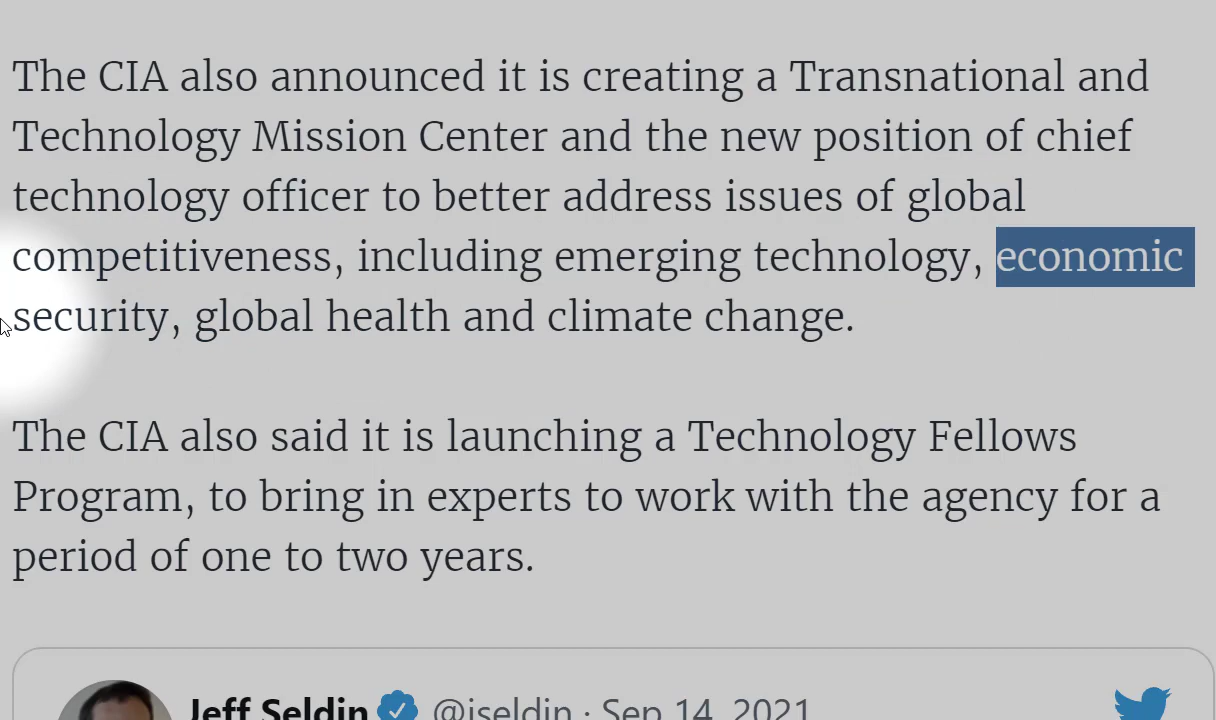 The CIA also announced it is creating a Transnational and
Technology Mission Center and the new position of chief
technology officer to better address issues of global
competitiveness, including emerging technology, economic
security, global health and climate change.
The CIA also said it is launching a Technology Fellows
Program, to bring in experts to work with the agency for a
period of one to two years.
Jeff Seldin @jseldin · Sep 14, 2021